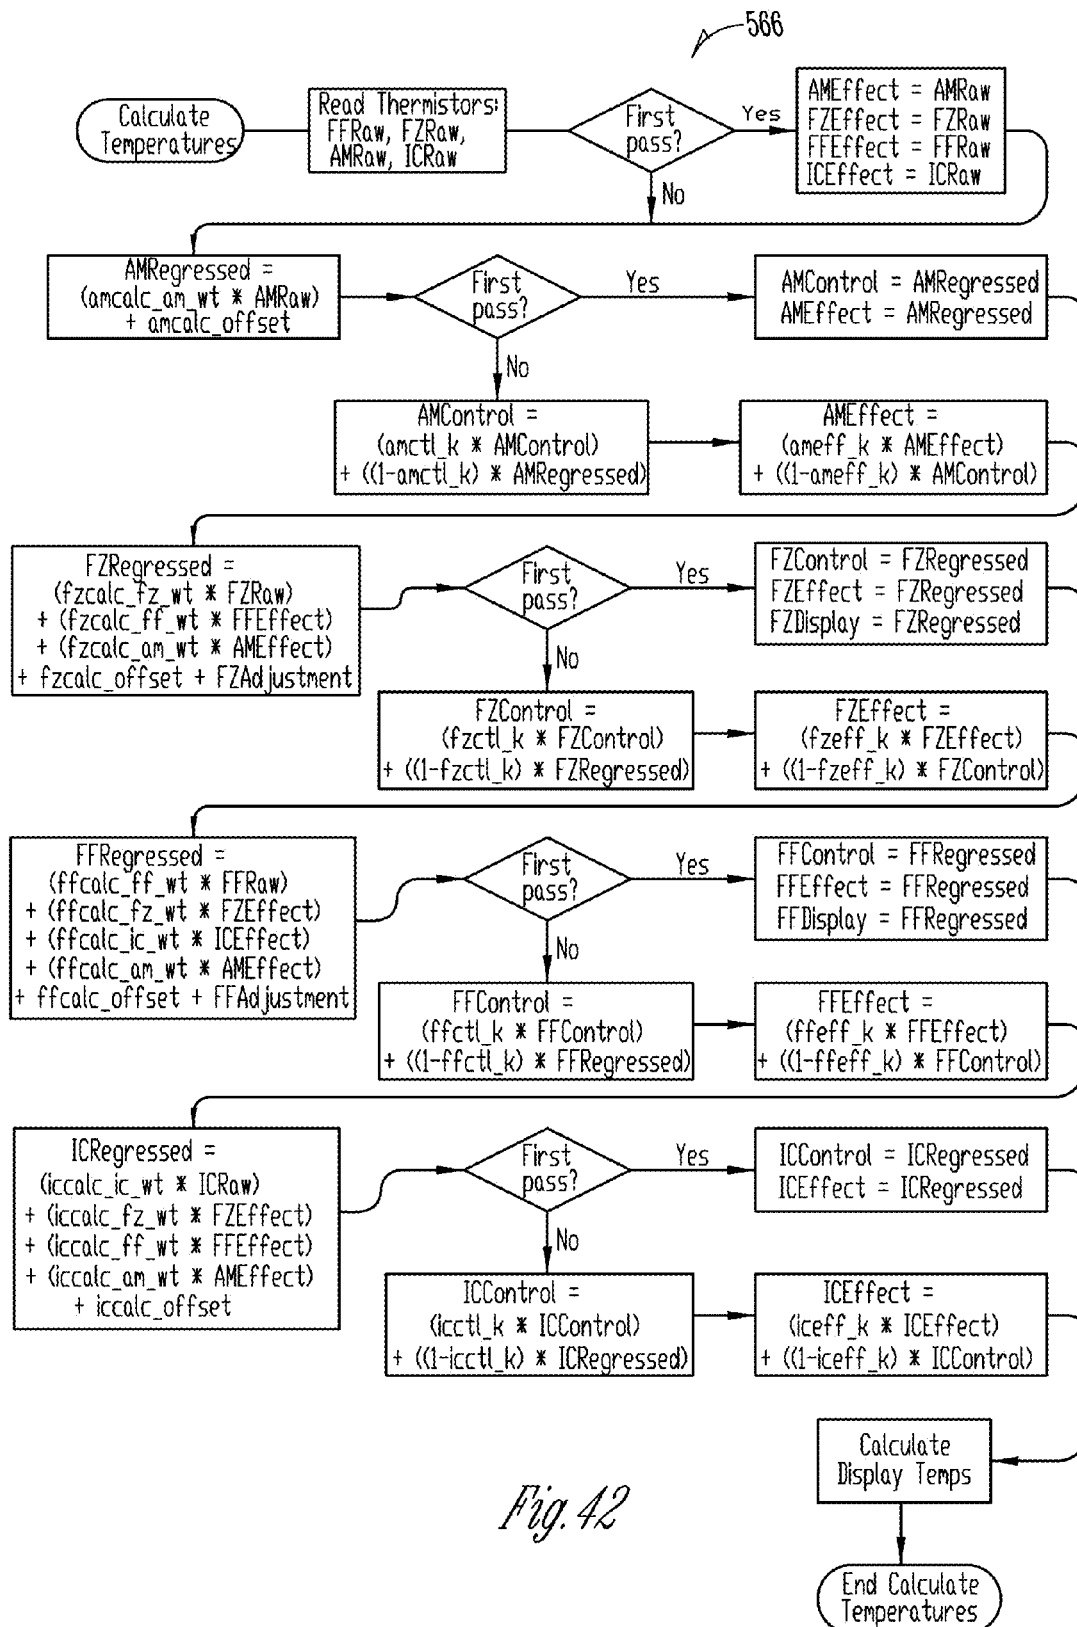 566
Calculate
Temperatures
Read Thermistors:
FFRaw, FZRaw,
AMRaw, ICRaw
First
pass?
Yes
AMEffect = AMRaw
FZEffect = FZRaw
FFEffect = FFRaw
ICEffect = ICRaw
No
AMRegressed =
(amcalc_am_wt * AMRaw)
+ amcalc_offset
First
pass?
Yes
AMControl = AMRegressed
AMEffect = AMRegressed
No
AMControl =
(amctl_k * AMControl)
+ ((1-amctl_k) * AMRegressed)
AMEffect =
(ameff_k * AMEffect)
+ ((1-ameff_k) * AMControl)
FZRegressed =
(fzcalc_fz_wt * FZRaw)
+ (fzcalc_ff_wt * FFEffect)
+ (fzcalc_am_wt * AMEffect)
+ fzcalc_offset + FZAdjustment
First
pass?
Yes
FZControl = FZRegressed
FZEffect = FZRegressed
FZDisplay = FZRegressed
No
FZControl =
(fzctl_k * FZControl)
+ ((1-fzctl_k) * FZRegressed)
FZEffect =
(fzeff_k * FZEffect)
+ ((1-fzeff_k) * FZControl)
FFRegressed =
(ffcalc_ff_wt * FFRaw)
+ (ffcalc_fz_wt * FZEffect)
+ (ffcalc_ic_wt * ICEffect)
+ (ffcalc_am_wt * AMEffect)
+ ffcalc_offset + FFAdjustment
First
pass?
Yes
FFControl = FFRegressed
FFEffect = FFRegressed
FFDisplay = FFRegressed
No
FFControl =
(ffctl_k * FFControl)
+ ((1-ffctl_k) * FFRegressed)
FFEffect =
(ffeff_k * FFEffect)
+ ((1-ffeff_k) * FFControl)
ICRegressed =
(iccalc_ic_wt * ICRaw)
+ (iccalc_fz_wt * FZEffect)
+ (iccalc_ff_wt * FFEffect)
+ (iccalc_am_wt * AMEffect)
+ iccalc_offset
First
pass?
Yes
ICControl = ICRegressed
ICEffect = ICRegressed
No
ICControl =
(icctl_k * ICControl)
+ ((1-icctl_k) * ICRegressed)
ICEffect =
(iceff_k * ICEffect)
+ ((1-iceff_k) * ICControl)
Calculate
Display Temps
End Calculate
Temperatures
Fig. 42